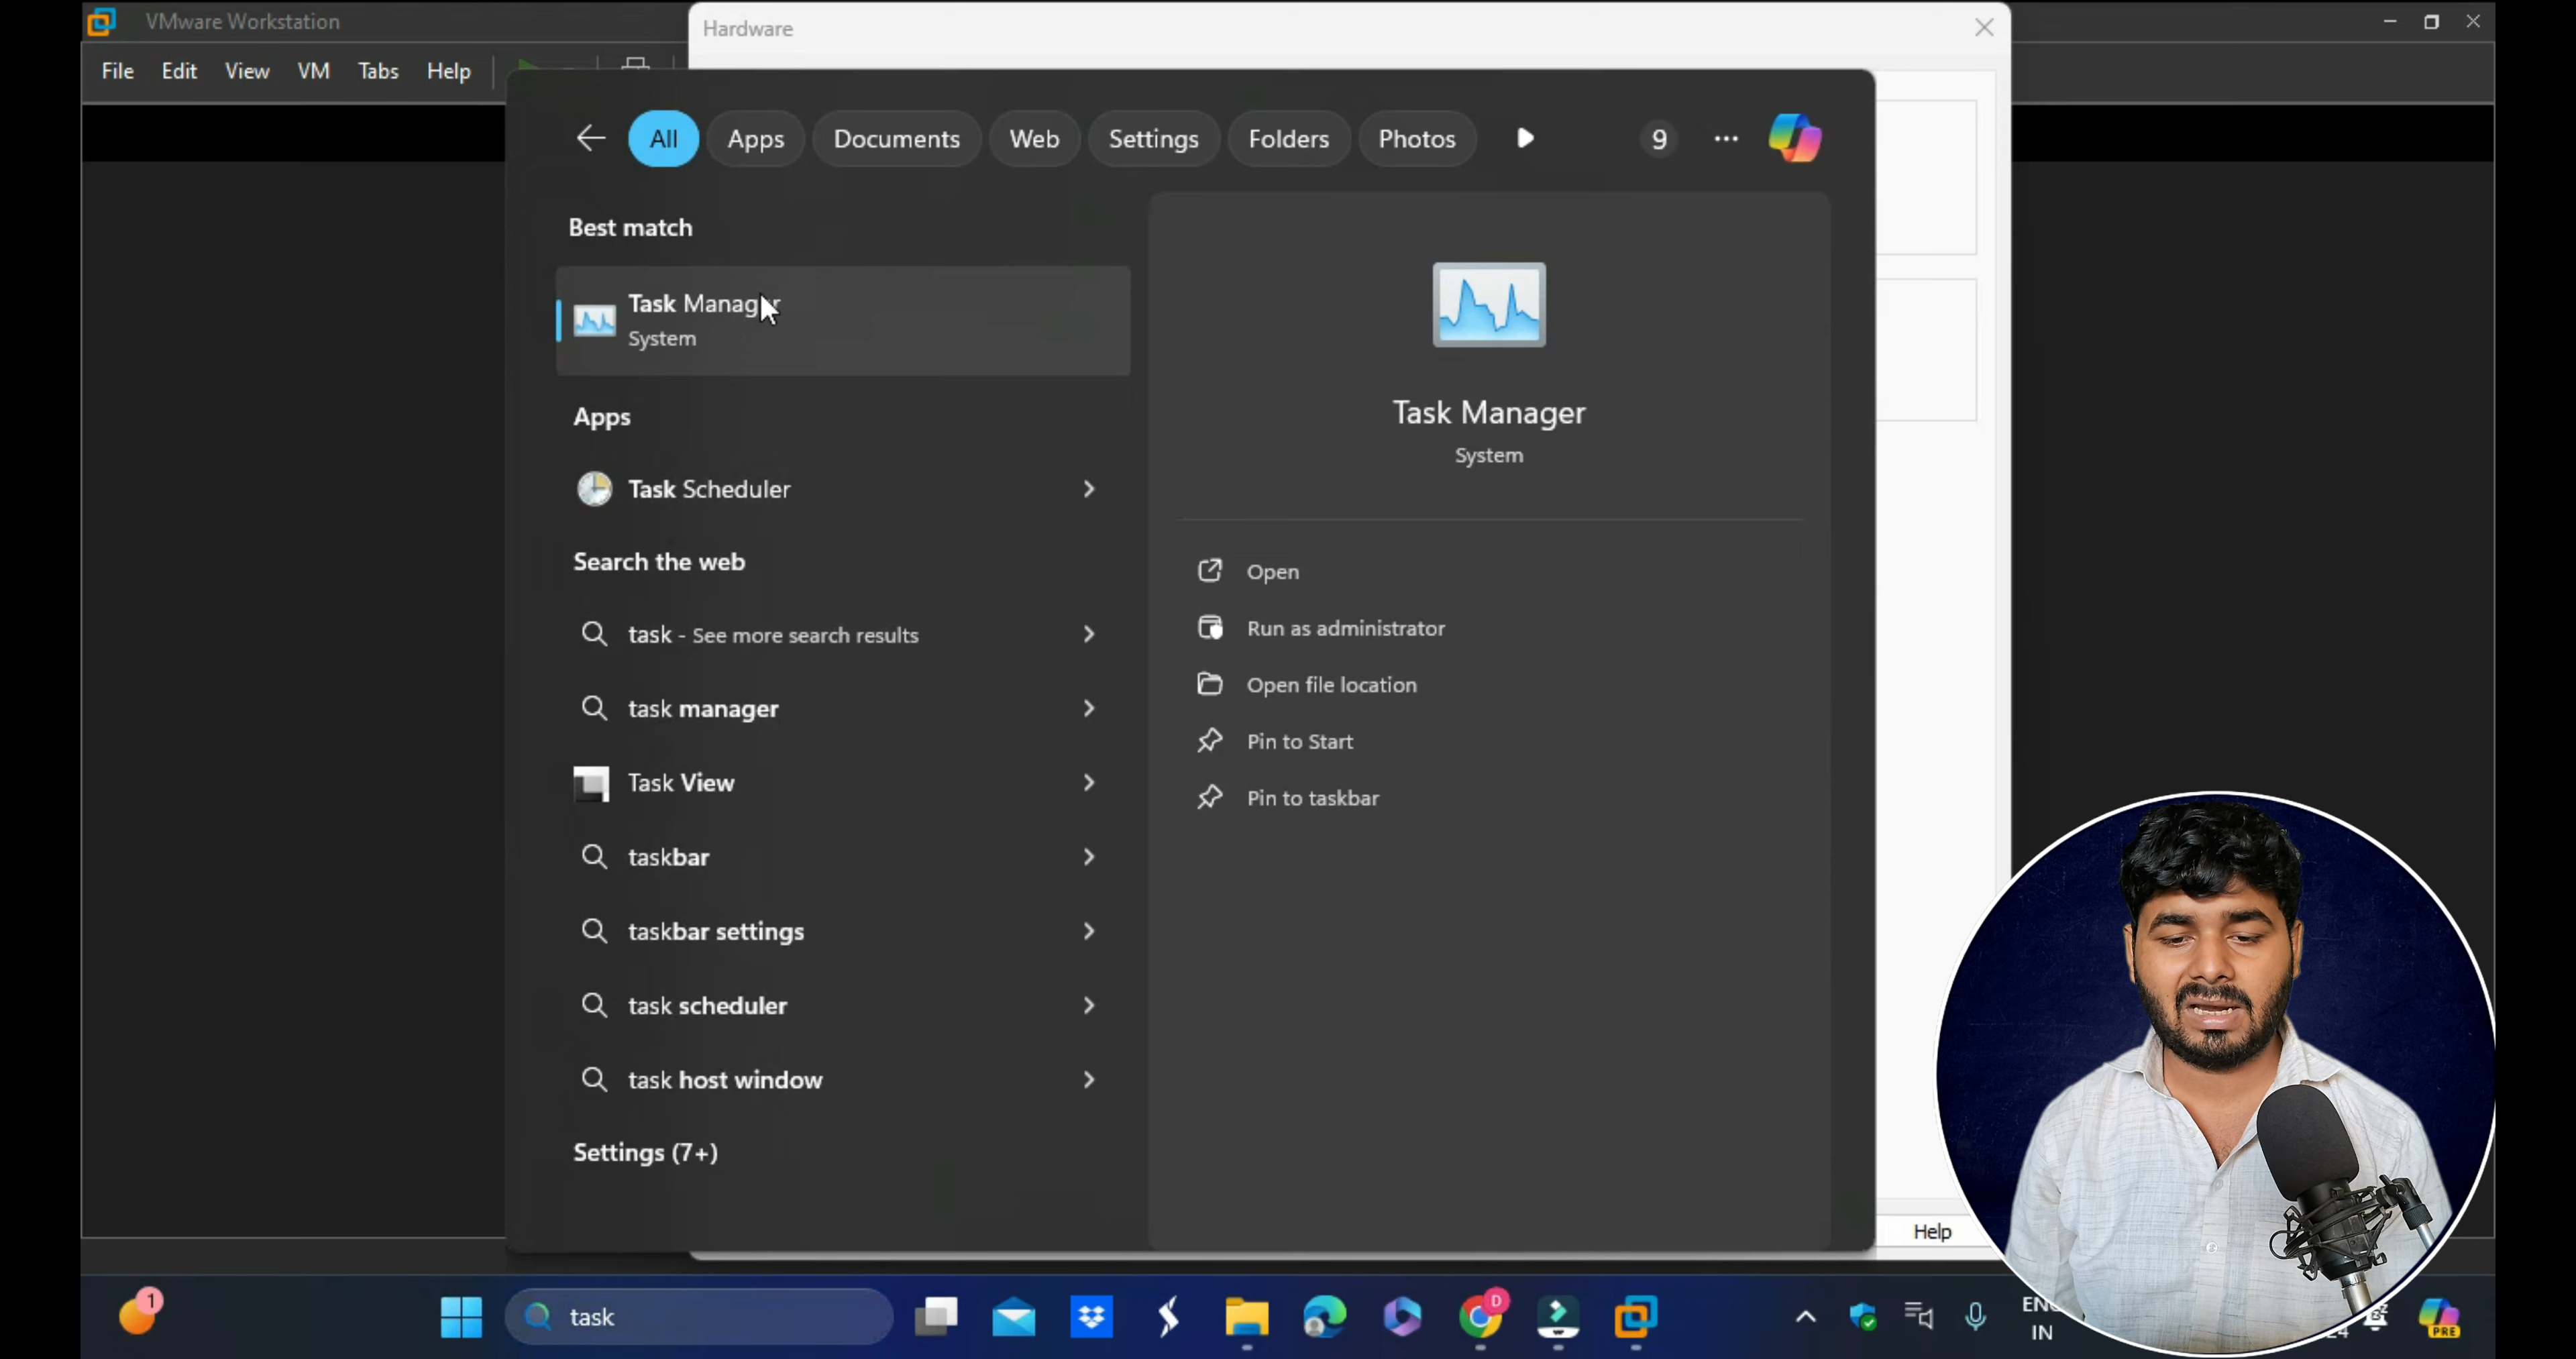 VMware Workstation
Hardware
File Edit View VM Tabs Help
All Apps Documents Web Settings Folders Photos 9 ...
Best match
Task Manager
System
Apps
Task Scheduler
Search the web
task - See more search results
task manager
Task View
taskbar
taskbar settings
task scheduler
task host window
Settings (7+)
Task Manager
System
Open
Run as administrator
Open file location
Pin to Start
Pin to taskbar
Help
1
task
D
IN
PRE